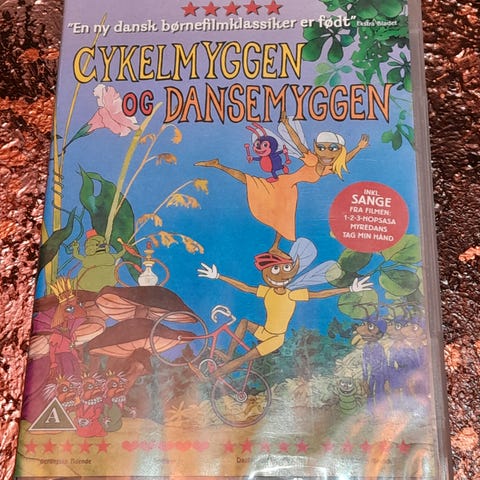 "En ny dansk børnefilmklassiker er født"
Ekstra Bladet
CYKELMYGGEN
OG DANSEMYGGEN
INKL.
SANGE
FRA FILMEN:
1-2-3-HOPSASA
MYREDANS
TAG MIN HÅND
A
Tidende